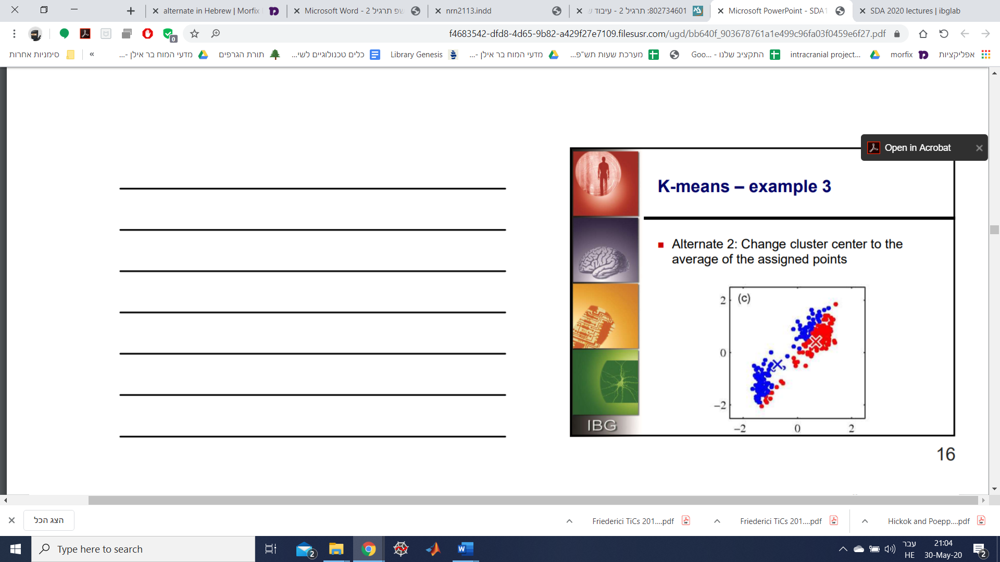 alternate in Hebrew | Morfix
Microsoft Word - שפ תרגיל 2
nrn2113.indd
802734601: תרגיל 2 - עיבוד
Microsoft PowerPoint - SDA1
SDA 2020 lectures | ibglab
0
f4683542-dfd8-4d65-9b82-a429f27e7109.filesusr.com/ugd/bb640f_903678761a1e499c96fa03f0459e6f27.pdf
סימניות אחרות
«
מדעי המוח בר אילן -...
תורת הגרפים
כלים טכנולוגיים לשי...
Library Genesis
מדעי המוח בר אילן -...
מערכת שעות תש"פ...
התקציב שלנו - Goo...
intracranial project...
morfix
אפליקציות
Open in Acrobat
K-means – example 3
Alternate 2: Change cluster center to the
average of the assigned points
(c)
2
0
−2
−2 0 2
IBG
16
הצג הכל
Friederici TiCs 201....pdf
Friederici TiCs 201....pdf
Hickok and Poepp....pdf
Type here to search
2
עבר
HE
21:04
30-May-20
2